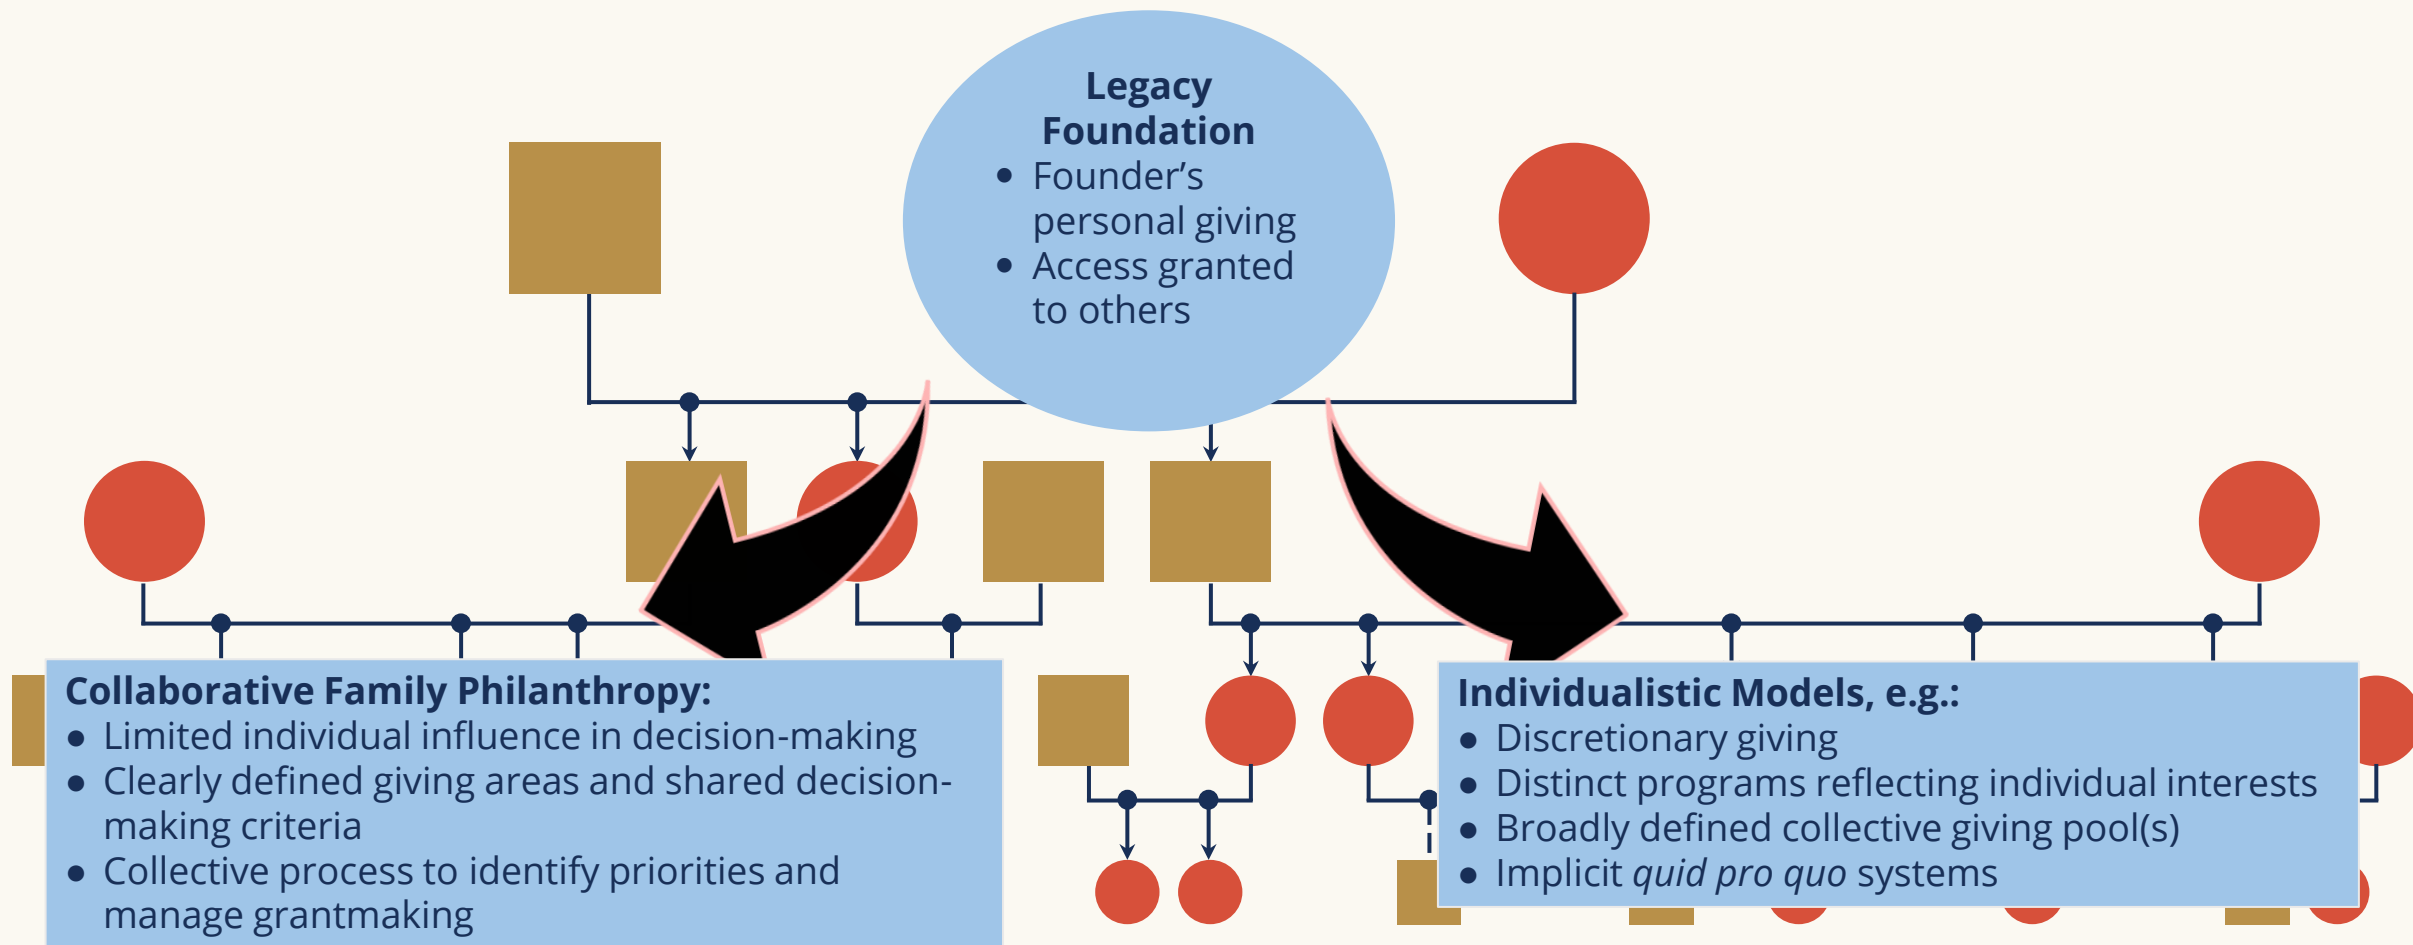 Legacy
Foundation
● Founder’s
personal giving
● Access granted
to others
Collaborative Family Philanthropy:
● Limited individual influence in decision-making
● Clearly defined giving areas and shared decision-
making criteria
● Collective process to identify priorities and
manage grantmaking
Individualistic Models, e.g.:
● Discretionary giving
● Distinct programs reflecting individual interests
● Broadly defined collective giving pool(s)
● Implicit quid pro quo systems